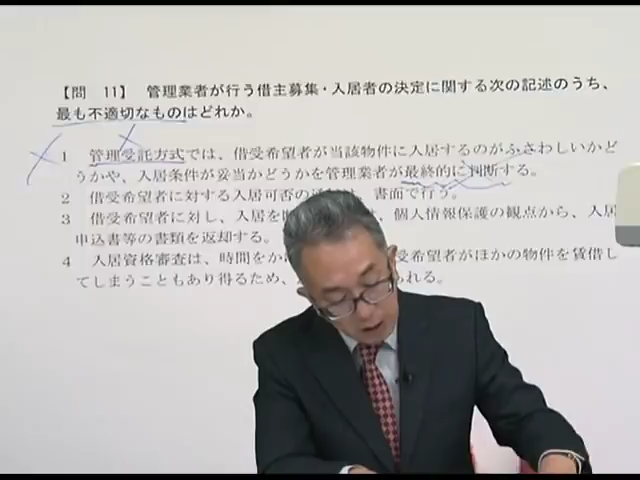 【問 11】 管理業者が行う借主募集・入居者の決定に関する次の記述のうち、
最も不適切なものはどれか。
1 管理受託方式では、借受希望者が当該物件に入居するのがふさわしいかど
うかや、入居条件が妥当かどうかを管理業者が最終的に判断する。
2 借受希望者に対する入居可否の は、書面で行う。
3 借受希望者に対し、入居を は、個人情報保護の観点から、入居
申込書等の書類を返却する。
4 入居資格審査は、時間をか 受希望者がほかの物件を賃借し
てしまうこともあり得るため、 れる。